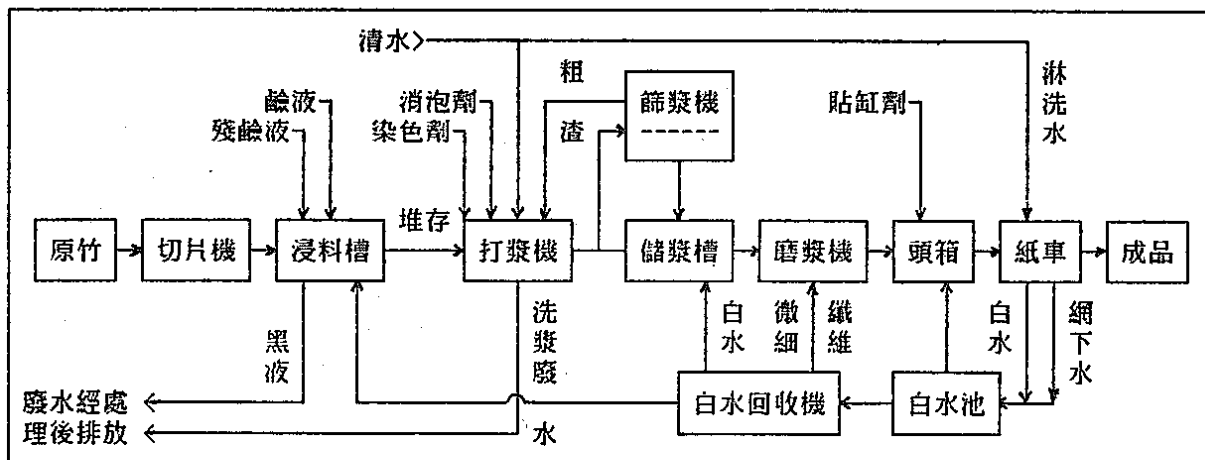 清水
鹼液
殘鹼液
消泡劑
染色劑
粗渣
篩漿機
貼缸劑
淋洗水
原竹
切片機
浸料槽
堆存
打漿機
儲漿槽
磨漿機
頭箱
紙車
成品
黑液
洗漿廢水
白水
微細纖維
白水
網下水
白水回收機
白水池
廢水經處
理後排放